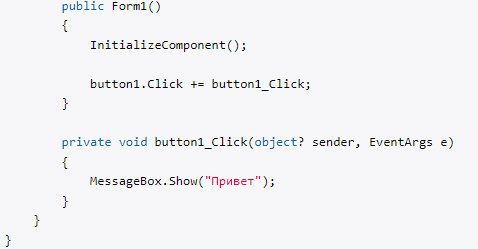 public Form1()
{
InitializeComponent();
button1.Click += button1_Click;
}
private void button1_Click(object? sender, EventArgs e)
{
MessageBox.Show("Привет");
}
}
}